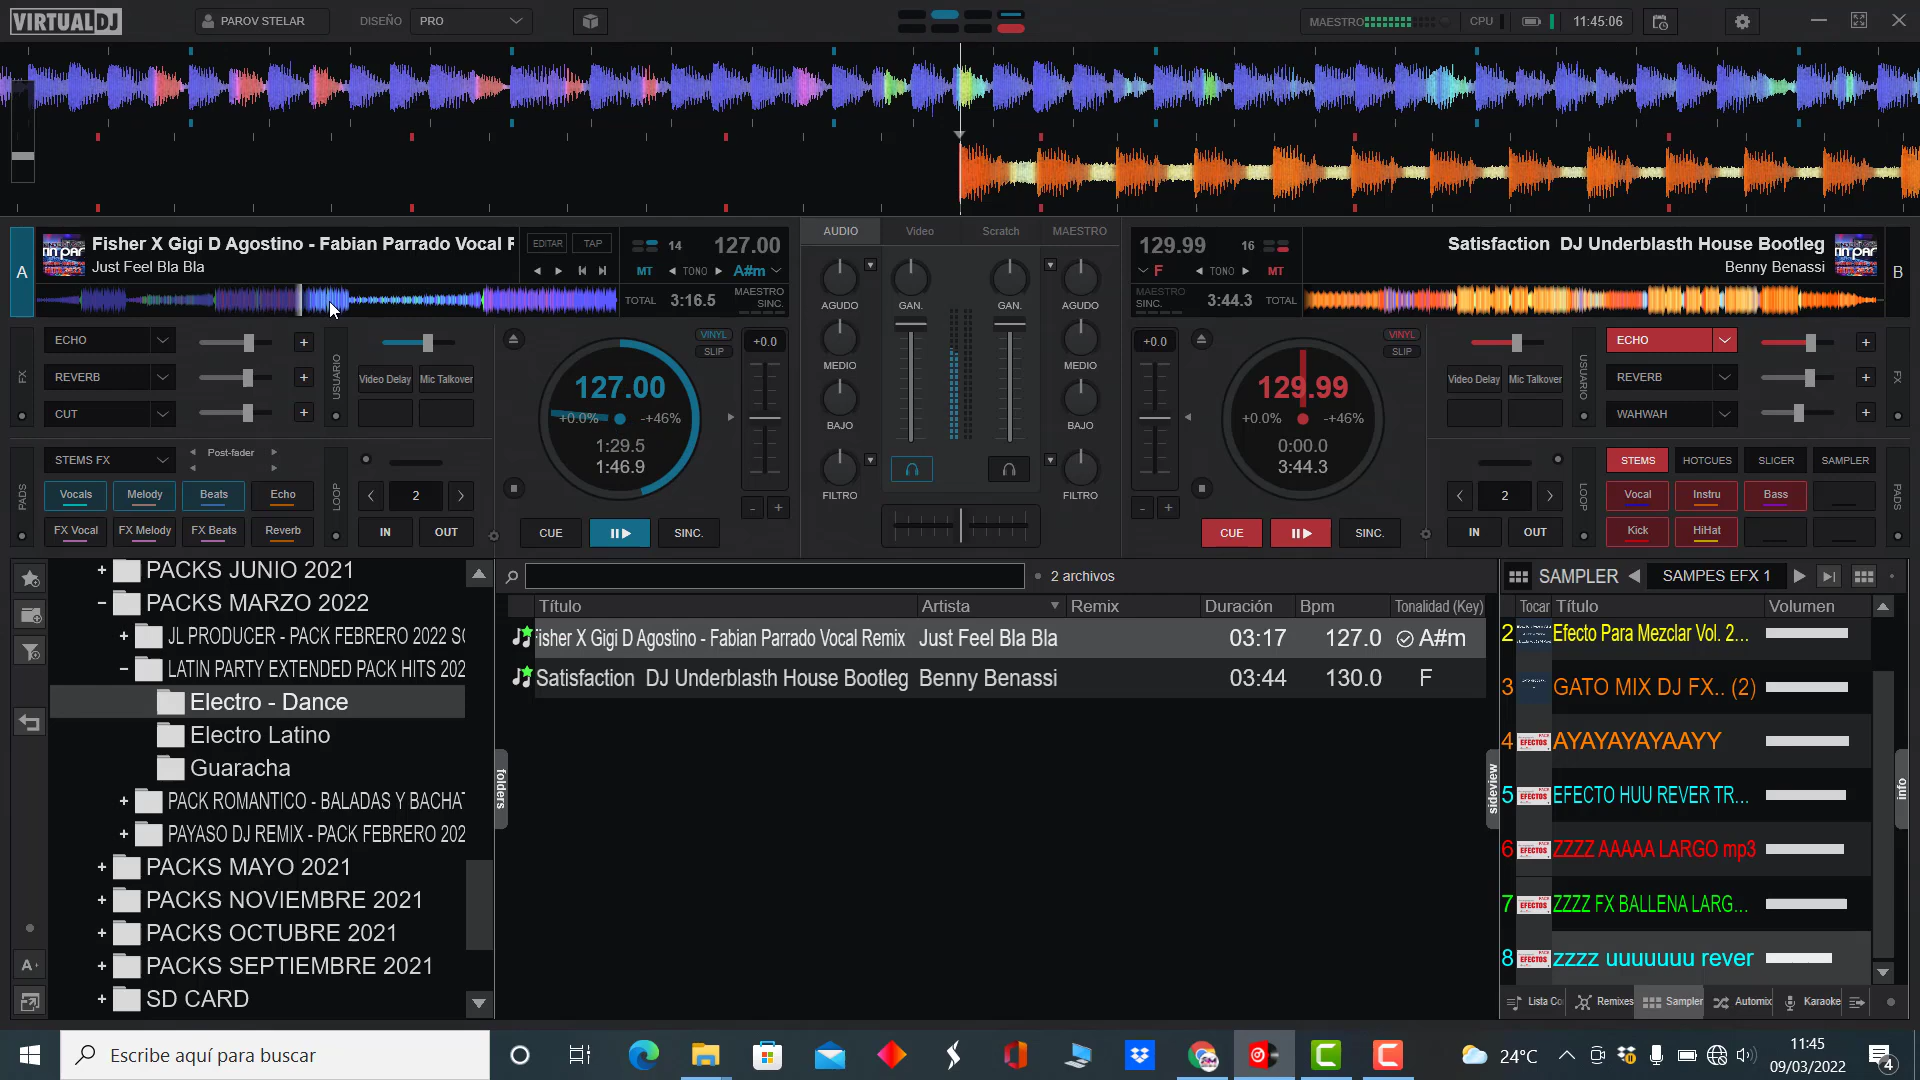 VIRTUALDJ
PAROV STELAR
DISEÑO
PRO
MAESTRO
CPU
11:45:06
A
Fisher X Gigi D Agostino - Fabian Parrado Vocal F
Just Feel Bla Bla
EDITAR
TAP
14
127.00
MT
TONO
A#m
TOTAL
3:16.5
MAESTRO
SINC.
AUDIO
Video
Scratch
MAESTRO
129.99
16
F
TONO
MT
MAESTRO
SINC.
3:44.3
TOTAL
Satisfaction DJ Underblasth House Bootleg
Benny Benassi
B
FX
ECHO
REVERB
CUT
USUARIO
Video Delay
Mic Talkover
VINYL
SLIP
127.00
+0.0%
-+46%
1:29.5
1:46.9
+0.0
AGUDO
MEDIO
BAJO
FILTRO
GAN.
GAN.
AGUDO
MEDIO
BAJO
FILTRO
+0.0
VINYL
SLIP
129.99
+0.0%
-+46%
0:00.0
3:44.3
Video Delay
Mic Talkover
USUARIO
ECHO
REVERB
WAHWAH
FX
PADS
STEMS FX
Post-fader
Vocals
Melody
Beats
Echo
FX Vocal
FX Melody
FX Beats
Reverb
LOOP
2
IN
OUT
CUE
SINC.
CUE
SINC.
2
IN
OUT
LOOP
STEMS
HOTCUES
SLICER
SAMPLER
Vocal
Instru
Bass
Kick
HiHat
PADS
PACKS JUNIO 2021
PACKS MARZO 2022
JL PRODUCER - PACK FEBRERO 2022 SO
LATIN PARTY EXTENDED PACK HITS 202
Electro - Dance
Electro Latino
Guaracha
PACK ROMANTICO - BALADAS Y BACHAT
PAYASO DJ REMIX - PACK FEBRERO 202
PACKS MAYO 2021
PACKS NOVIEMBRE 2021
PACKS OCTUBRE 2021
PACKS SEPTIEMBRE 2021
SD CARD
folders
2 archivos
Título
Artista
Remix
Duración
Bpm
Tonalidad (Key)
Fisher X Gigi D Agostino - Fabian Parrado Vocal Remix
Just Feel Bla Bla
03:17
127.0
A#m
Satisfaction DJ Underblasth House Bootleg
Benny Benassi
03:44
130.0
F
sideview
SAMPLER
SAMPES EFX 1
Tocar
Título
Volumen
2 Efecto Para Mezclar Vol. 2...
3 GATO MIX DJ FX.. (2)
4 EFECTOS AYAYAYAYAAYY
5 EFECTOS EFECTO HUU REVER TR...
6 EFECTOS ZZZZ AAAAA LARGO mp3
7 EFECTOS ZZZZ FX BALLENA LARG...
8 EFECTOS zzzz uuuuuuu rever
info
Lista Co
Remixes
Sampler
Automix
Karaoke
Escribe aquí para buscar
24°C
11:45
09/03/2022
4